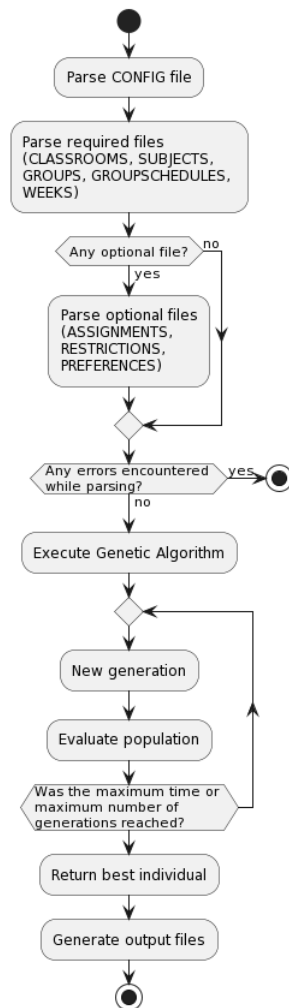 Parse CONFIG file
Parse required files
(CLASSROOMS, SUBJECTS,
GROUPS, GROUPSCHEDULES,
WEEKS)
Any optional file?
no
yes
Parse optional files
(ASSIGNMENTS,
RESTRICTIONS,
PREFERENCES)
Any errors encountered
while parsing?
yes
no
Execute Genetic Algorithm
New generation
Evaluate population
Was the maximum time or
maximum number of
generations reached?
Return best individual
Generate output files